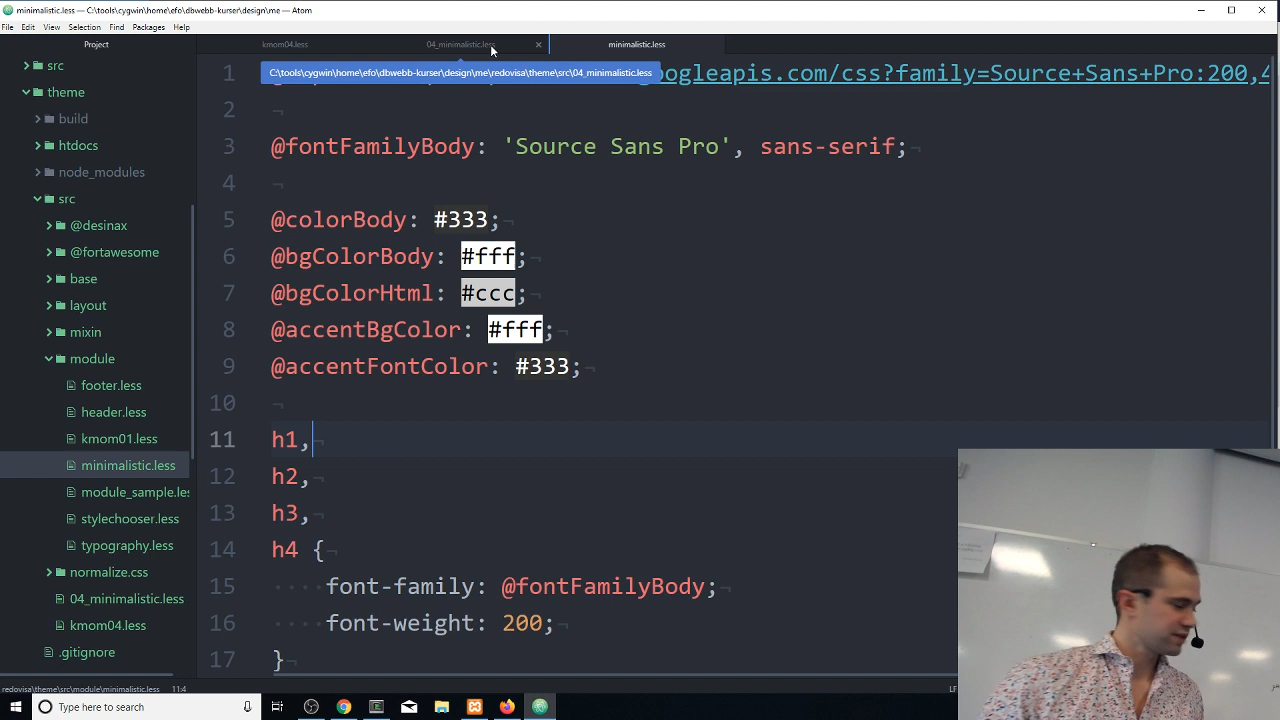 minimalistic.less — C:\tools\cygwin\home\efo\dbwebb-kurser\design\me — Atom
File Edit View Selection Find Packages Help
Project
kmom04.less
04_minimalistic.less
minimalistic.less
C:\tools\cygwin\home\efo\dbwebb-kurser\design\me\redovisa\theme\src\04_minimalistic.less
src
theme
build
htdocs
node_modules
src
@desinax
@fortawesome
base
layout
mixin
module
footer.less
header.less
kmom01.less
minimalistic.less
module_sample.les
stylechooser.less
typography.less
normalize.css
04_minimalistic.less
kmom04.less
.gitignore
1 ogleapis.com/css?family=Source+Sans+Pro:200,4
2
3 @fontFamilyBody: 'Source Sans Pro', sans-serif;
4
5 @colorBody: #333;
6 @bgColorBody: #fff;
7 @bgColorHtml: #ccc;
8 @accentBgColor: #fff;
9 @accentFontColor: #333;
10
11 h1,
12 h2,
13 h3,
14 h4 {
15 font-family: @fontFamilyBody;
16 font-weight: 200;
17 }
redovisa\theme\src\module\minimalistic.less 11:4
LF
Type here to search